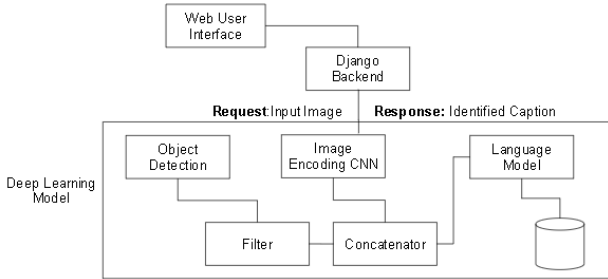 Web User
Interface
Django
Backend
Request:Input Image
Response: Identified Caption
Deep Learning
Model
Object
Detection
Image
Encoding CNN
Language
Model
Filter
Concatenator